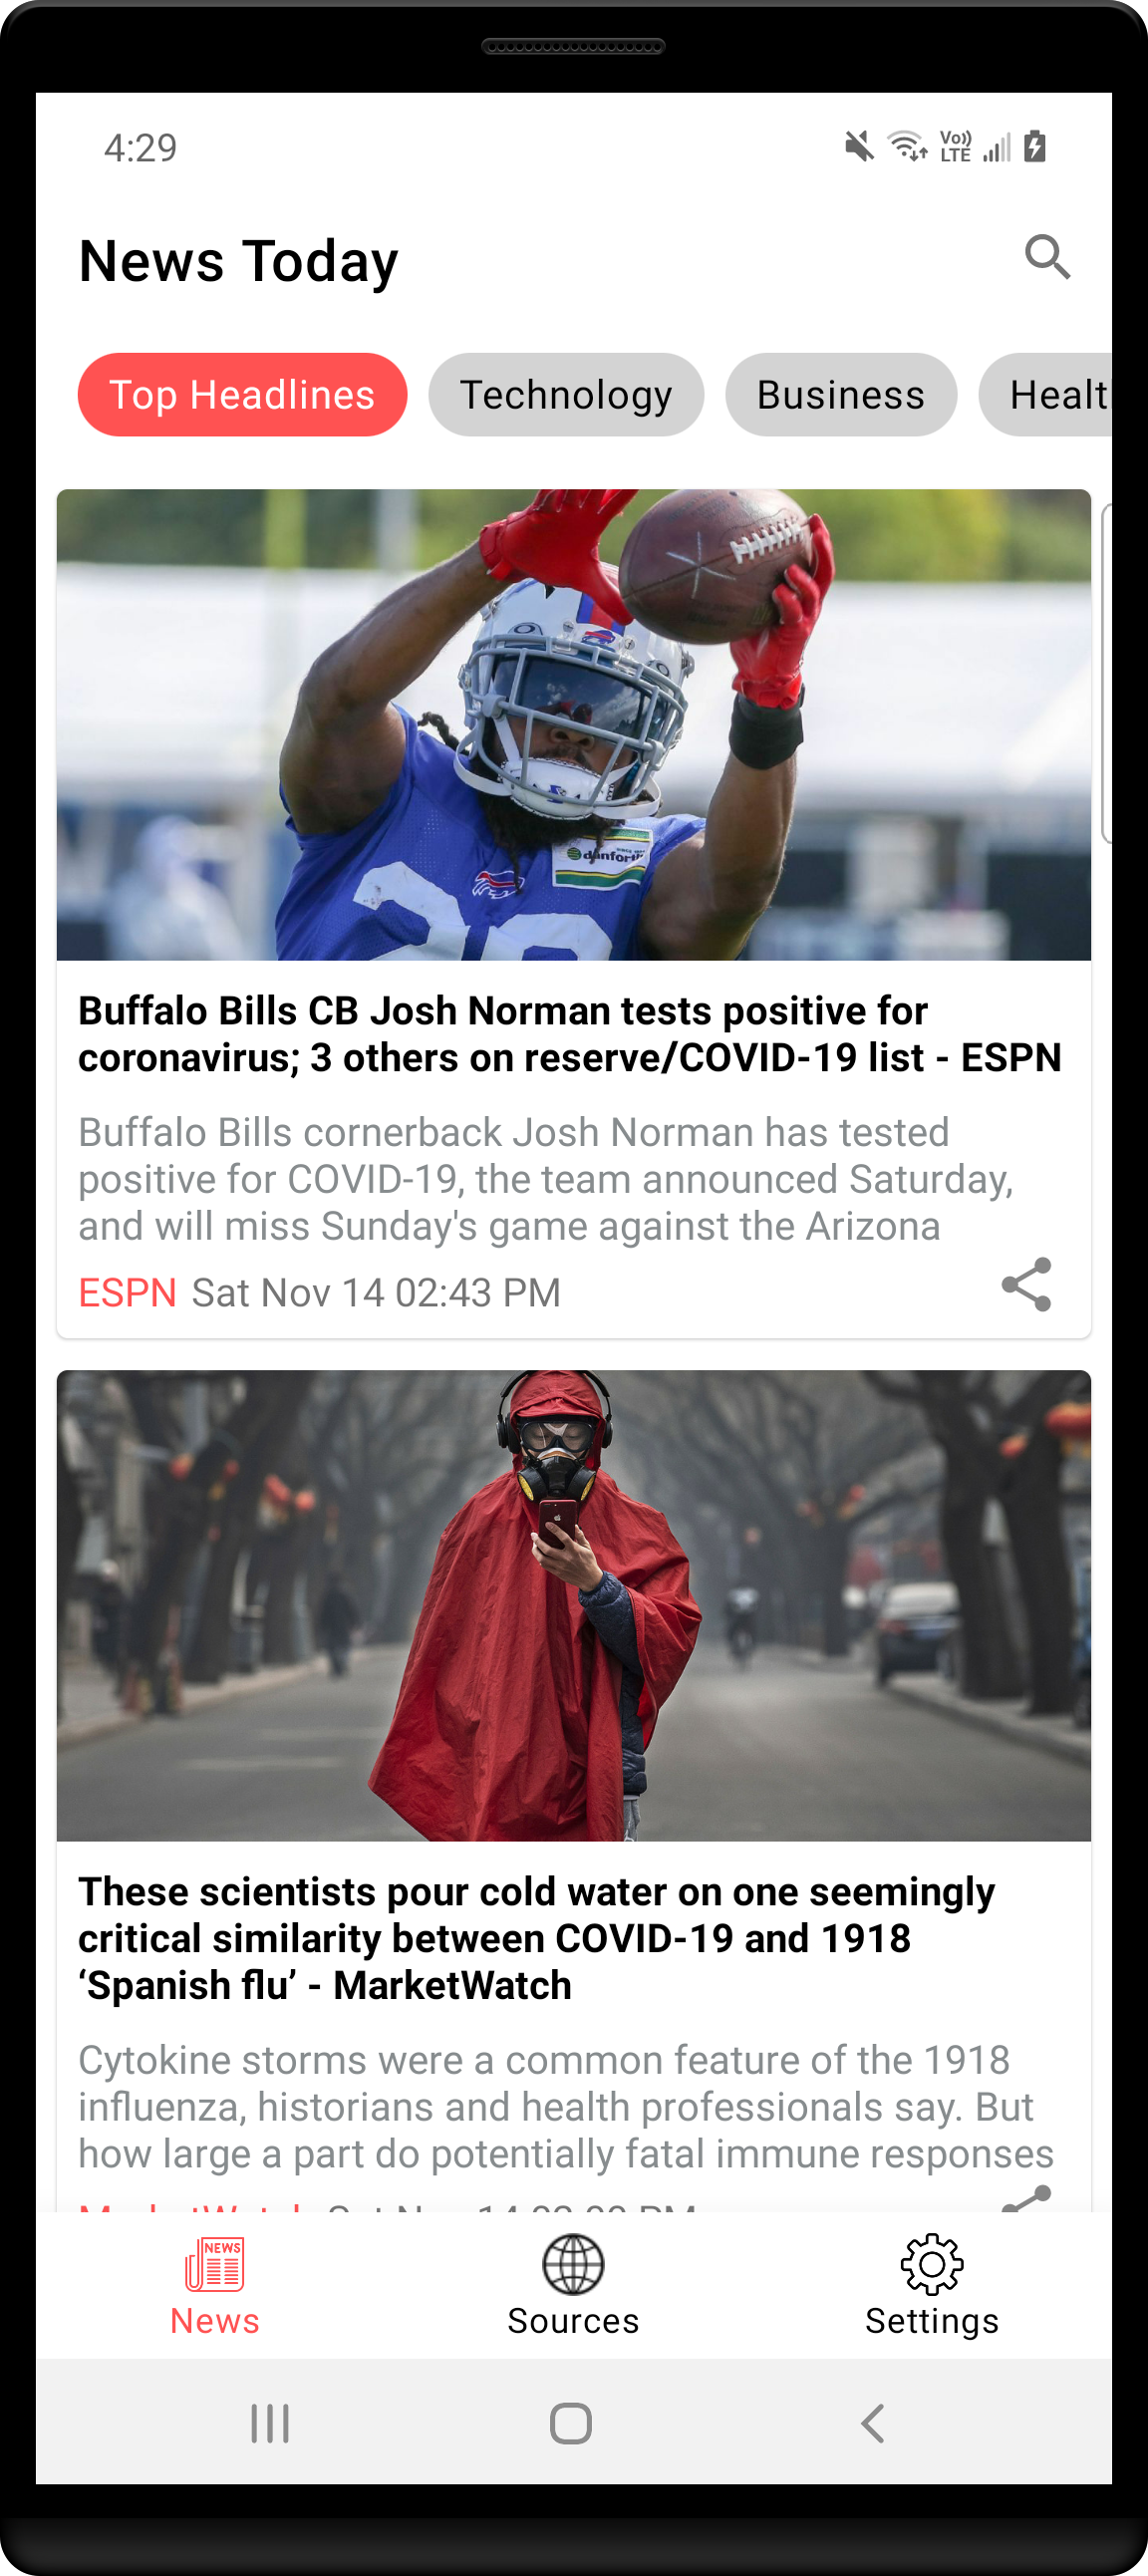 4:29
Vo)) LTE
News Today
Top Headlines
Technology
Business
Healt
danforth
Buffalo Bills CB Josh Norman tests positive for
coronavirus; 3 others on reserve/COVID-19 list - ESPN
Buffalo Bills cornerback Josh Norman has tested
positive for COVID-19, the team announced Saturday,
and will miss Sunday's game against the Arizona
ESPN Sat Nov 14 02:43 PM
These scientists pour cold water on one seemingly
critical similarity between COVID-19 and 1918
‘Spanish flu’ - MarketWatch
Cytokine storms were a common feature of the 1918
influenza, historians and health professionals say. But
how large a part do potentially fatal immune responses
MarketWatch Sat Nov 14
NEWS
News
Sources
Settings